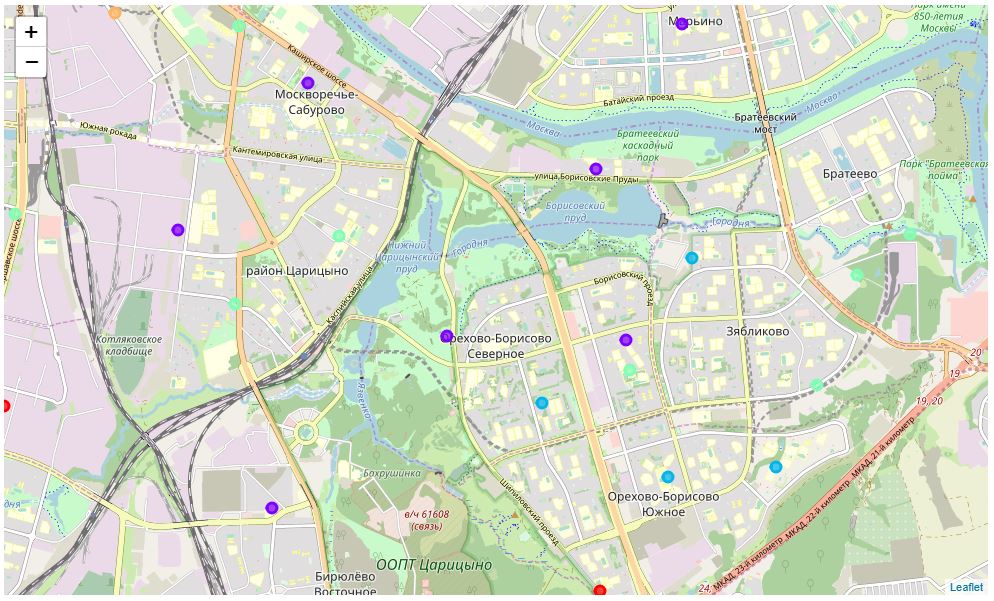 +
−
Марьино
Парк имени
850-летия
Москвы
Каширское шоссе
Москворечье-
Сабурово
Батайский проезд
Москва
Москва
Братеевский
мост
Южная рокада
Кантемировская улица
Братеевский
каскадный
парк
улица Борисовские Пруды
Братеево
Парк "Братеевская
пойма"
Борисовский
пруд
Городня
Городня
Нижний
Царицынский
пруд
район Царицыно
Каспийская улица
Борисовский проезд
Котляковское
кладбище
Орехово-Борисово
Северное
Зябликово
20
19
19, 20
Язвенка
МКАД, 21-й километр
МКАД, 22-й километр
МКАД, 23-й километр
24
Бахрушинка
Шипиловский проезд
Орехово-Борисово
Южное
в/ч 61608
(связь)
ООПТ Царицыно
Бирюлёво
Восточное
Leaflet